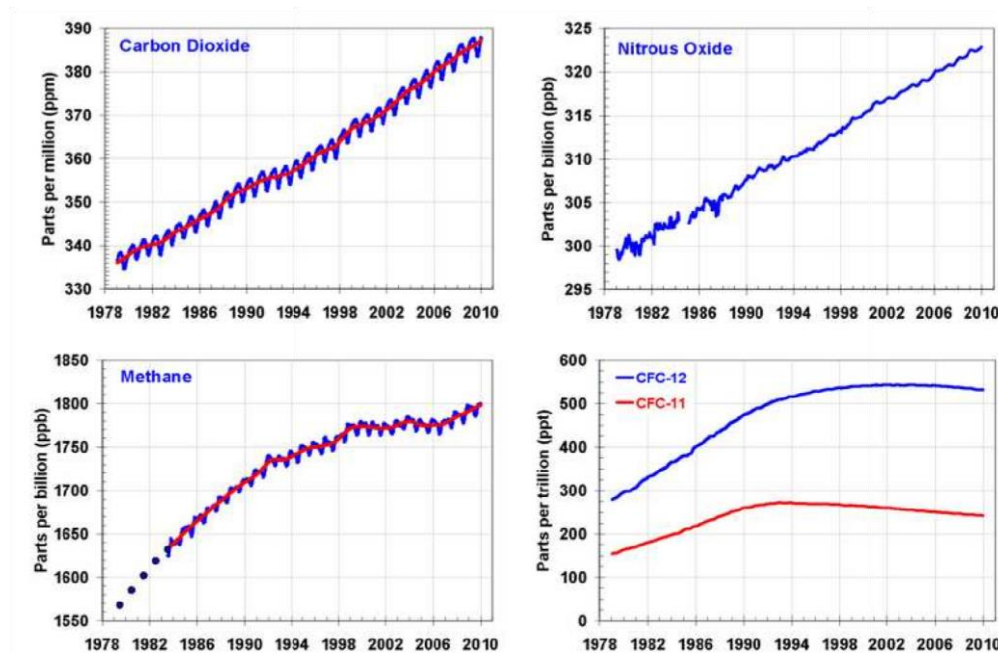 Carbon Dioxide
Parts per million (ppm)
390
380
370
360
350
340
330
1978 1982 1986 1990 1994 1998 2002 2006 2010
Nitrous Oxide
Parts per billion (ppb)
325
320
315
310
305
300
295
1978 1982 1986 1990 1994 1998 2002 2006 2010
Methane
Parts per billion (ppb)
1850
1800
1750
1700
1650
1600
1550
1978 1982 1986 1990 1994 1998 2002 2006 2010
CFC-12
CFC-11
Parts per trillion (ppt)
600
500
400
300
200
100
0
1978 1982 1986 1990 1994 1998 2002 2006 2010